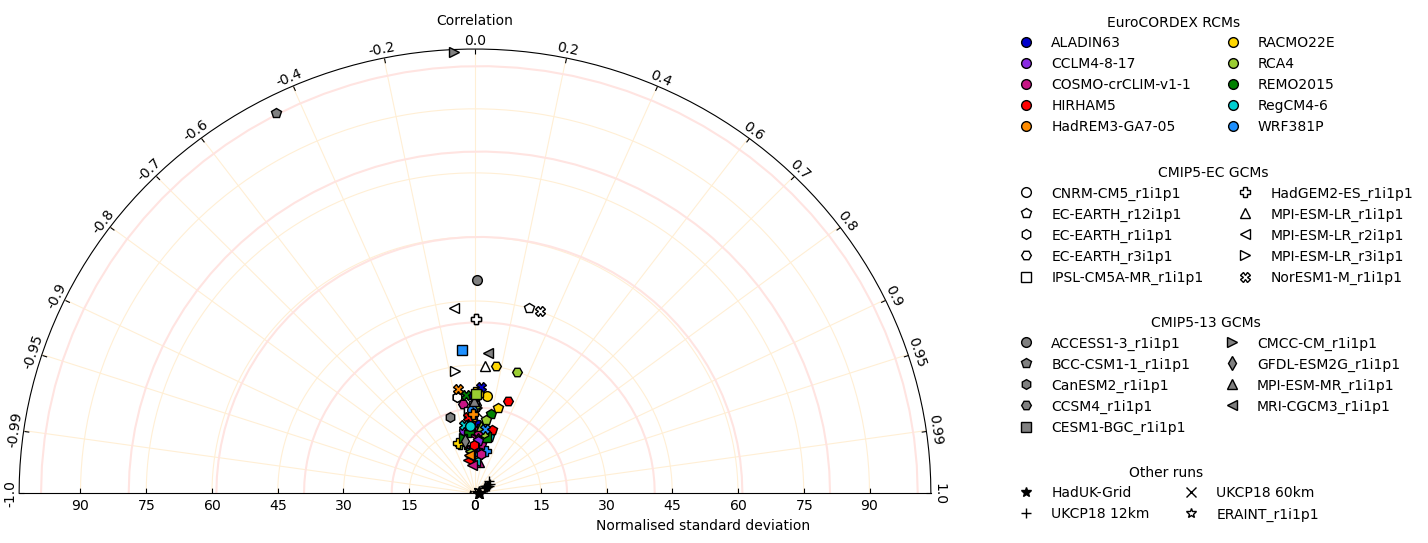 Correlation
-1.0
-0.99
-0.95
-0.9
-0.8
-0.7
-0.6
-0.4
-0.2
0.0
0.2
0.4
0.6
0.7
0.8
0.9
0.95
0.99
1.0
90 75 60 45 30 15 0 15 30 45 60 75 90
Normalised standard deviation
EuroCORDEX RCMs
ALADIN63 RACMO22E
CCLM4-8-17 RCA4
COSMO-crCLIM-v1-1 REMO2015
HIRHAM5 RegCM4-6
HadREM3-GA7-05 WRF381P
CMIP5-EC GCMs
CNRM-CM5_r1i1p1 HadGEM2-ES_r1i1p1
EC-EARTH_r12i1p1 MPI-ESM-LR_r1i1p1
EC-EARTH_r1i1p1 MPI-ESM-LR_r2i1p1
EC-EARTH_r3i1p1 MPI-ESM-LR_r3i1p1
IPSL-CM5A-MR_r1i1p1 NorESM1-M_r1i1p1
CMIP5-13 GCMs
ACCESS1-3_r1i1p1 CMCC-CM_r1i1p1
BCC-CSM1-1_r1i1p1 GFDL-ESM2G_r1i1p1
CanESM2_r1i1p1 MPI-ESM-MR_r1i1p1
CCSM4_r1i1p1 MRI-CGCM3_r1i1p1
CESM1-BGC_r1i1p1
Other runs
HadUK-Grid UKCP18 60km
UKCP18 12km ERAINT_r1i1p1